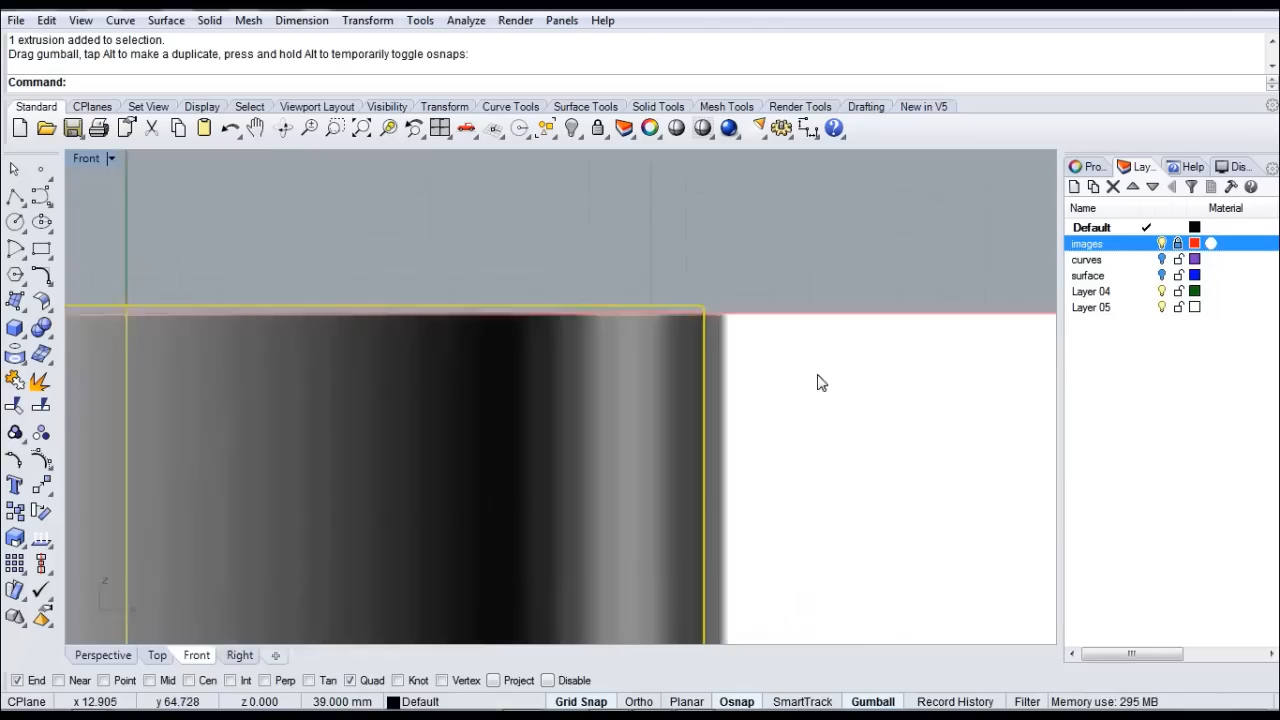 File Edit View Curve Surface Solid Mesh Dimension Transform Tools Analyze Render Panels Help
1 extrusion added to selection.
Drag gumball, tap Alt to make a duplicate, press and hold Alt to temporarily toggle osnaps:
Command:
Standard CPlanes Set View Display Select Viewport Layout Visibility Transform Curve Tools Surface Tools Solid Tools Mesh Tools Render Tools Drafting New in V5
Front
Pro... Lay... Help Dis...
Name Material
Default
images
curves
surface
Layer 04
Layer 05
z
Perspective Top Front Right
End Near Point Mid Cen Int Perp Tan Quad Knot Vertex Project Disable
CPlane x 12.905 y 64.728 z 0.000 39.000 mm Default Grid Snap Ortho Planar Osnap SmartTrack Gumball Record History Filter Memory use: 295 MB